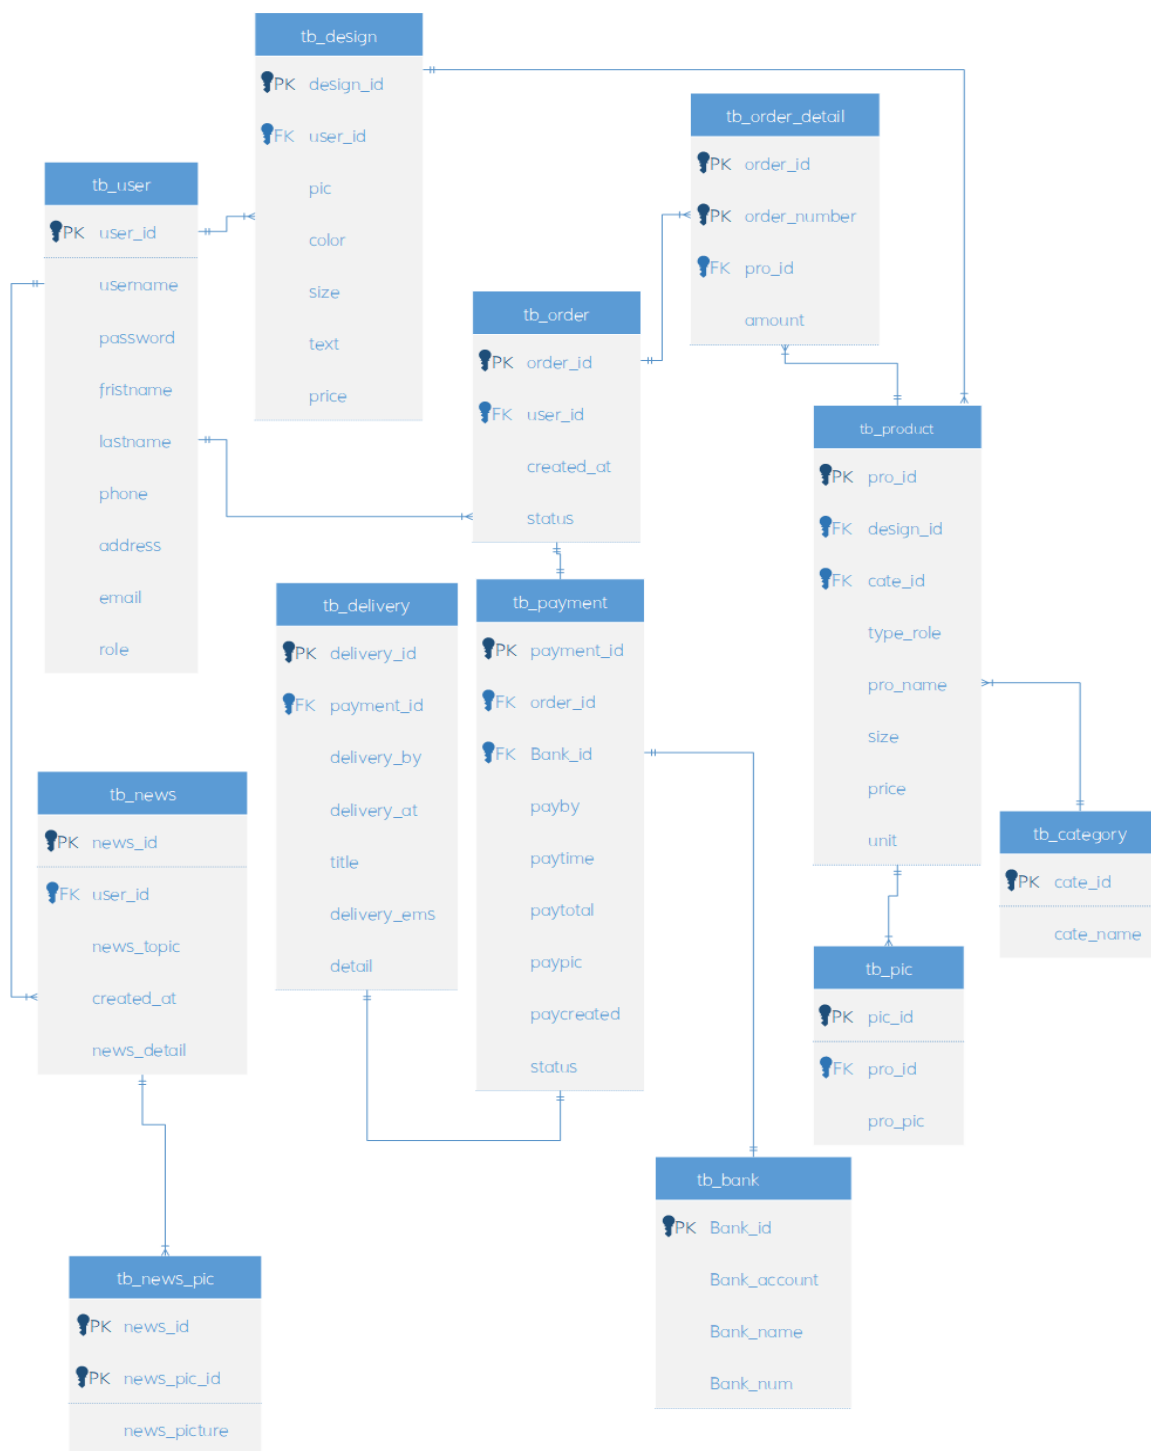 tb_design
PK design_id
FK user_id
pic
color
size
text
price
tb_order_detail
PK order_id
PK order_number
FK pro_id
amount
tb_user
PK user_id
username
password
fristname
lastname
phone
address
email
role
tb_order
PK order_id
FK user_id
created_at
status
tb_product
PK pro_id
FK design_id
FK cate_id
type_role
pro_name
size
price
unit
tb_delivery
PK delivery_id
FK payment_id
delivery_by
delivery_at
title
delivery_ems
detail
tb_payment
PK payment_id
FK order_id
FK Bank_id
payby
paytime
paytotal
paypic
paycreated
status
tb_news
PK news_id
FK user_id
news_topic
created_at
news_detail
tb_category
PK cate_id
cate_name
tb_pic
PK pic_id
FK pro_id
pro_pic
tb_bank
PK Bank_id
Bank_account
Bank_name
Bank_num
tb_news_pic
PK news_id
PK news_pic_id
news_picture